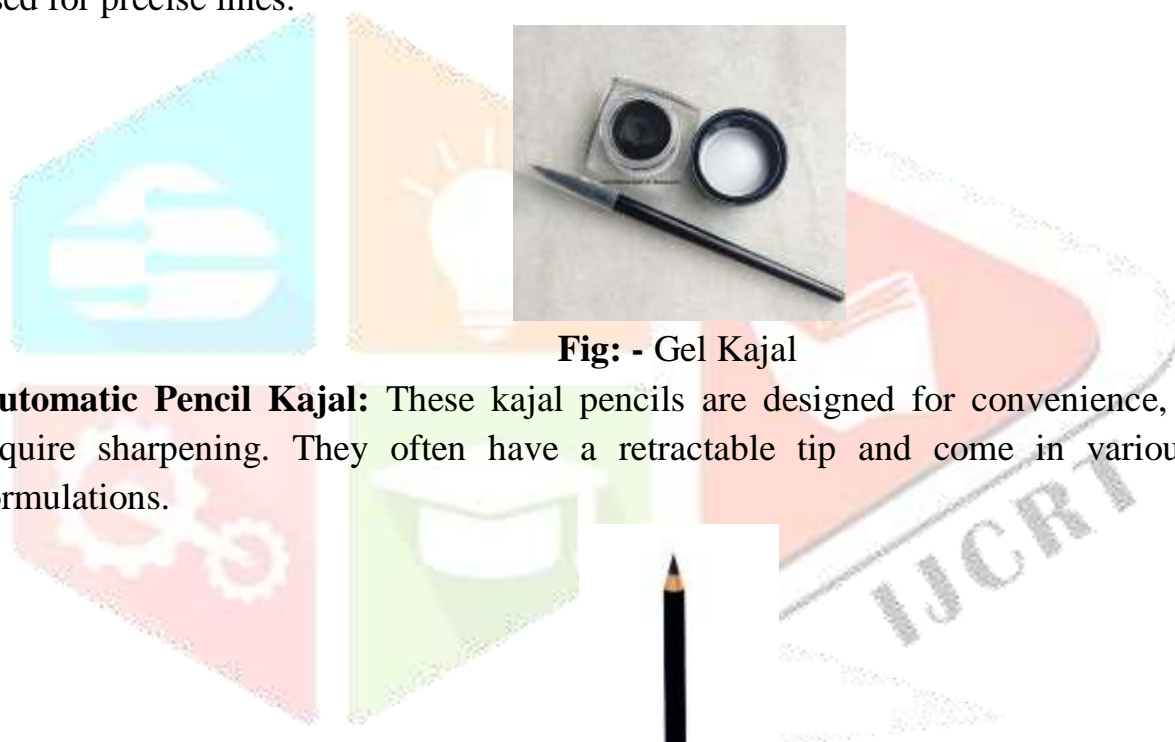 sed for precise lines.
Fig: - Gel Kajal
utomatic Pencil Kajal: These kajal pencils are designed for convenience,
quire sharpening. They often have a retractable tip and come in variou
ormulations.
IJCRT